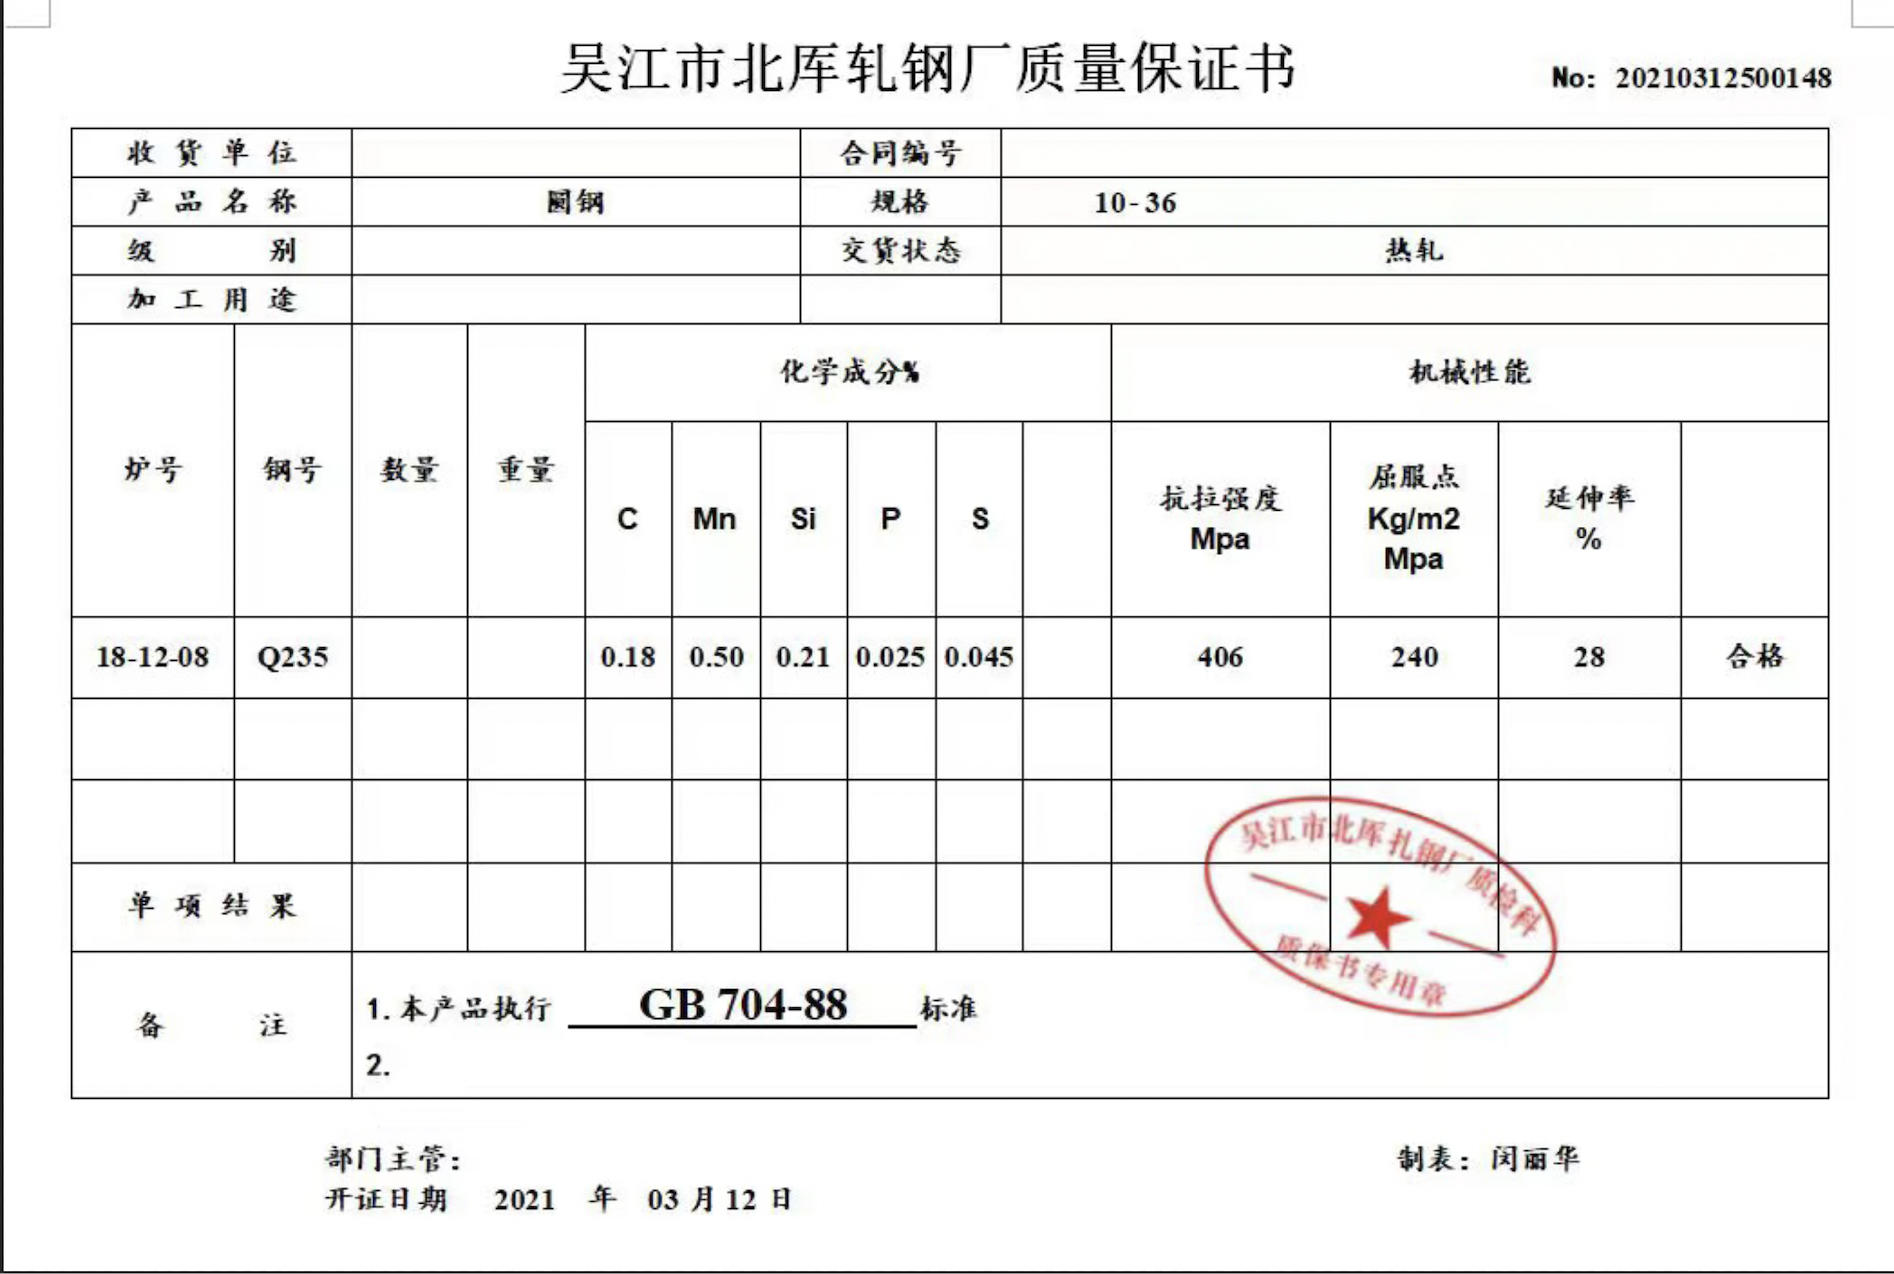 吴江市北厍轧钢厂质量保证书
No: 20210312500148
收货单位 合同编号
产品名称 圆钢 规格 10-36
级别 交货状态 热轧
加工用途
炉号 钢号 数量 重量 化学成分% 机械性能
C Mn Si P S 抗拉强度 Mpa 屈服点 Kg/m2 Mpa 延伸率 %
18-12-08 Q235 0.18 0.50 0.21 0.025 0.045 406 240 28 合格
单项结果
备注
1.本产品执行 GB 704-88 标准
2.
吴江市北厍扎钢厂质检科
质保书专用章
部门主管:
制表: 闵丽华
开证日期 2021 年 03 月 12 日